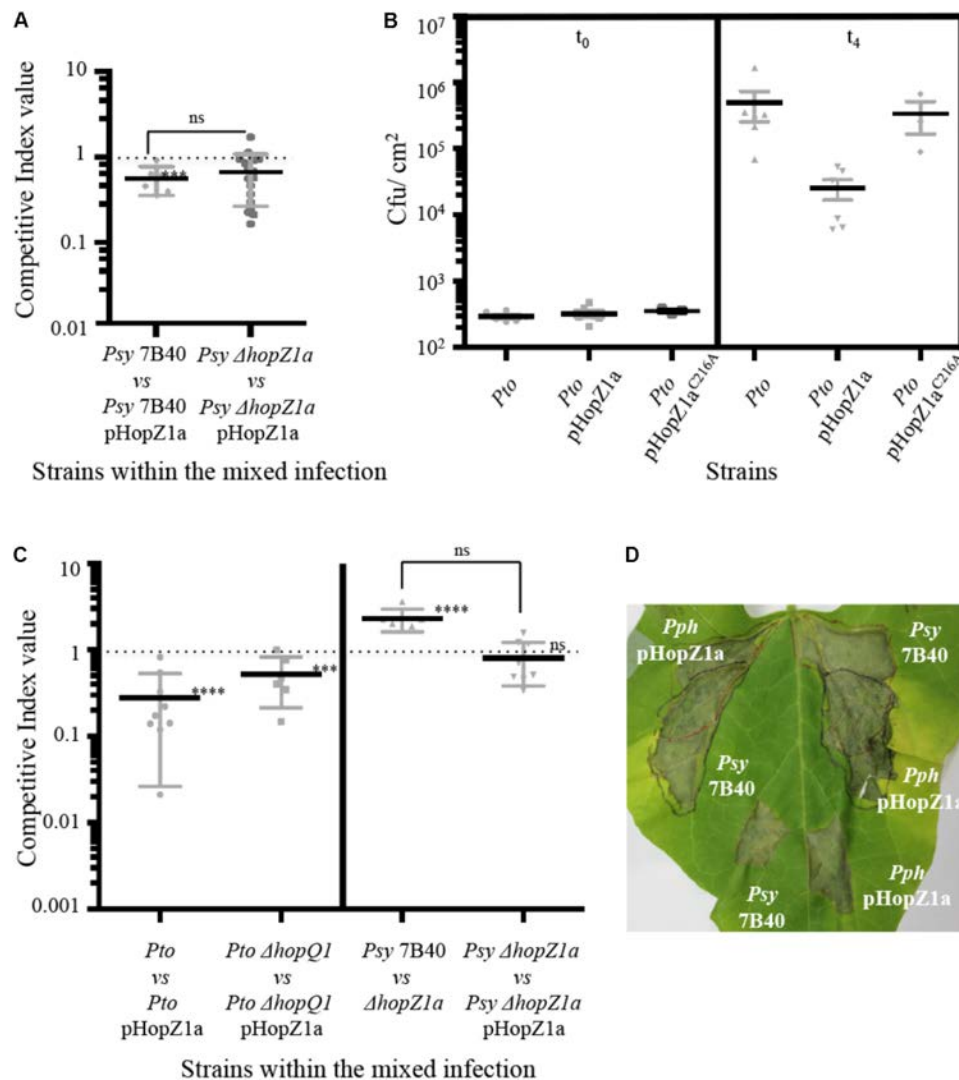 A
10
1
0.1
0.01
Competitive Index value
ns
***
Psy 7B40
vs
Psy 7B40
pHopZ1a
Psy ΔhopZ1a
vs
Psy ΔhopZ1a
pHopZ1a
Strains within the mixed infection
B
10^7
10^6
10^5
10^4
10^3
10^2
Cfu/ cm^2
t_0
t_4
Pto
Pto
pHopZ1a
Pto
pHopZ1a^C216A
Pto
Pto
pHopZ1a
Pto
pHopZ1a^C216A
Strains
C
10
1
0.1
0.01
0.001
Competitive Index value
****
***
ns
****
ns
Pto
vs
Pto
pHopZ1a
Pto ΔhopQ1
vs
Pto ΔhopQ1
pHopZ1a
Psy 7B40
vs
ΔhopZ1a
Psy ΔhopZ1a
vs
Psy ΔhopZ1a
pHopZ1a
Strains within the mixed infection
D
Pph
pHopZ1a
Psy
7B40
Psy
7B40
Pph
pHopZ1a
Psy
7B40
Pph
pHopZ1a